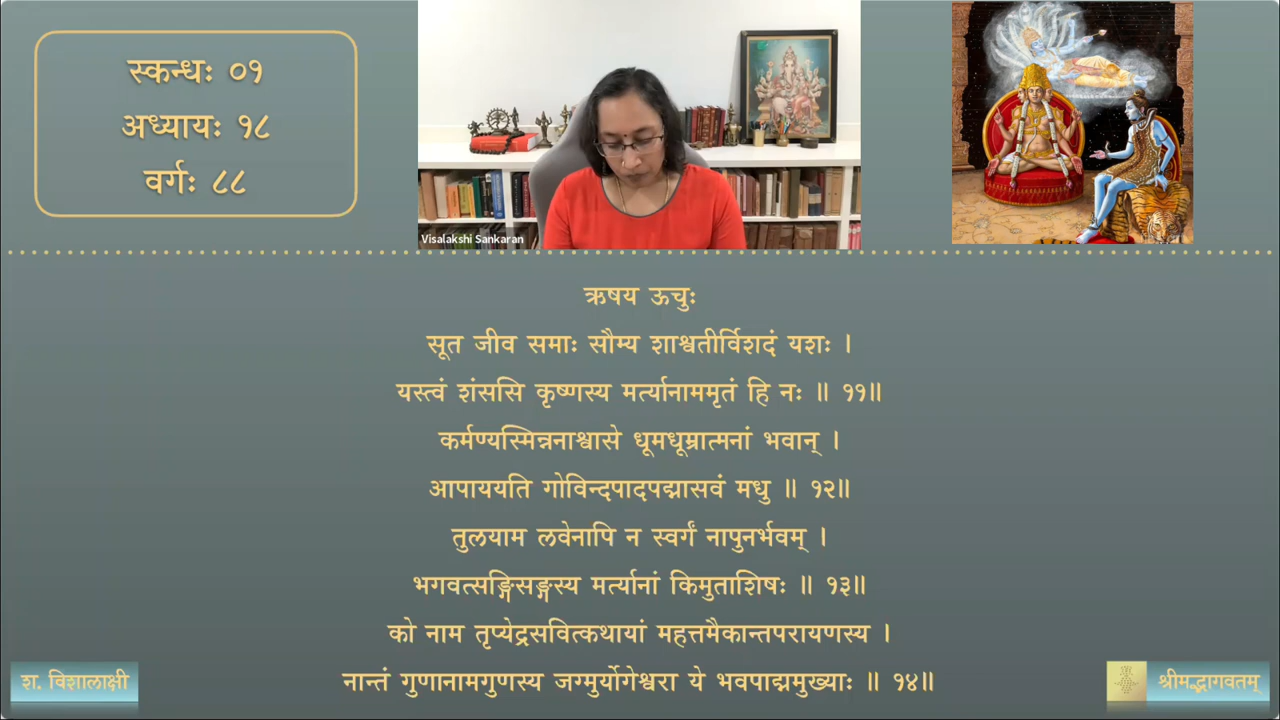 स्कन्धः ०१
अध्यायः १८
वर्गः ८८
Visalakshi Sankaran
ऋषय ऊचुः
सूत जीव समाः सौम्य शाश्वतीर्विशदं यशः ।
यस्त्वं शंससि कृष्णस्य मर्त्यानाममृतं हि नः ॥ ११॥
कर्मण्यस्मिन्ननाश्वासे धूमधूम्रात्मनां भवान् ।
आपाययति गोविन्दपादपद्मासवं मधु ॥ १२॥
तुलयाम लवेनापि न स्वर्गं नापुनर्भवम् ।
भगवत्सङ्गिसङ्गस्य मर्त्यानां किमुताशिषः ॥ १३॥
को नाम तृप्येद्रसवित्कथायां महत्तमैकान्तपरायणस्य ।
नान्तं गुणानामगुणस्य जग्मुर्योगेश्वरा ये भवपाद्ममुख्याः ॥ १४॥
श. विशालाक्षी
श्रीमद्भागवतम्